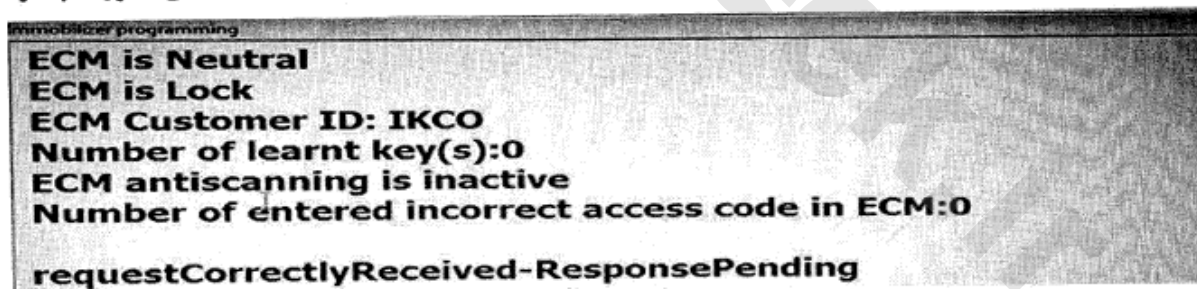 immobilizer programming
ECM is Neutral
ECM is Lock
ECM Customer ID: IKCO
Number of learnt key(s):0
ECM antiscanning is inactive
Number of entered incorrect access code in ECM:0
requestCorrectlyReceived-ResponsePending